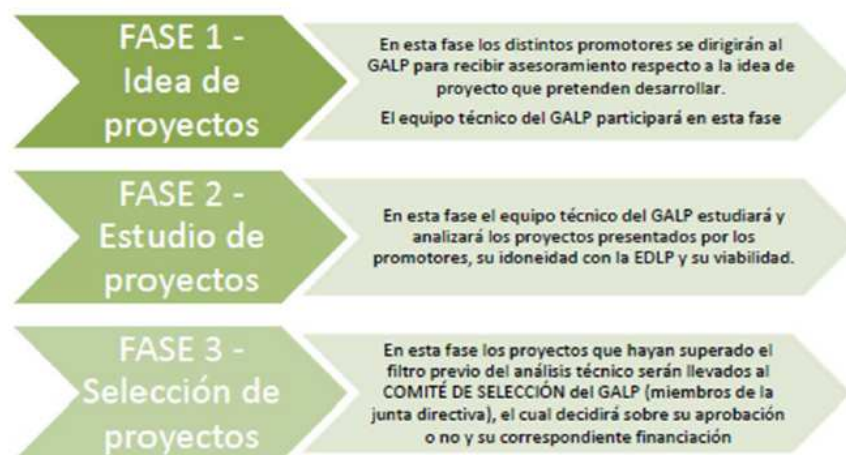 FASE 1 -
Idea de
proyectos
En esta fase los distintos promotores se dirigirán al
GALP para recibir asesoramiento respecto a la idea de
proyecto que pretenden desarrollar.
El equipo técnico del GALP participará en esta fase
FASE 2 -
Estudio de
proyectos
En esta fase el equipo técnico del GALP estudiará y
analizará los proyectos presentados por los
promotores, su idoneidad con la EDLP y su viabilidad.
FASE 3 -
Selección de
proyectos
En esta fase los proyectos que hayan superado el
filtro previo del análisis técnico serán llevados al
COMITÉ DE SELECCIÓN del GALP (miembros de la
junta directiva), el cual decidirá sobre su aprobación
o no y su correspondiente financiación